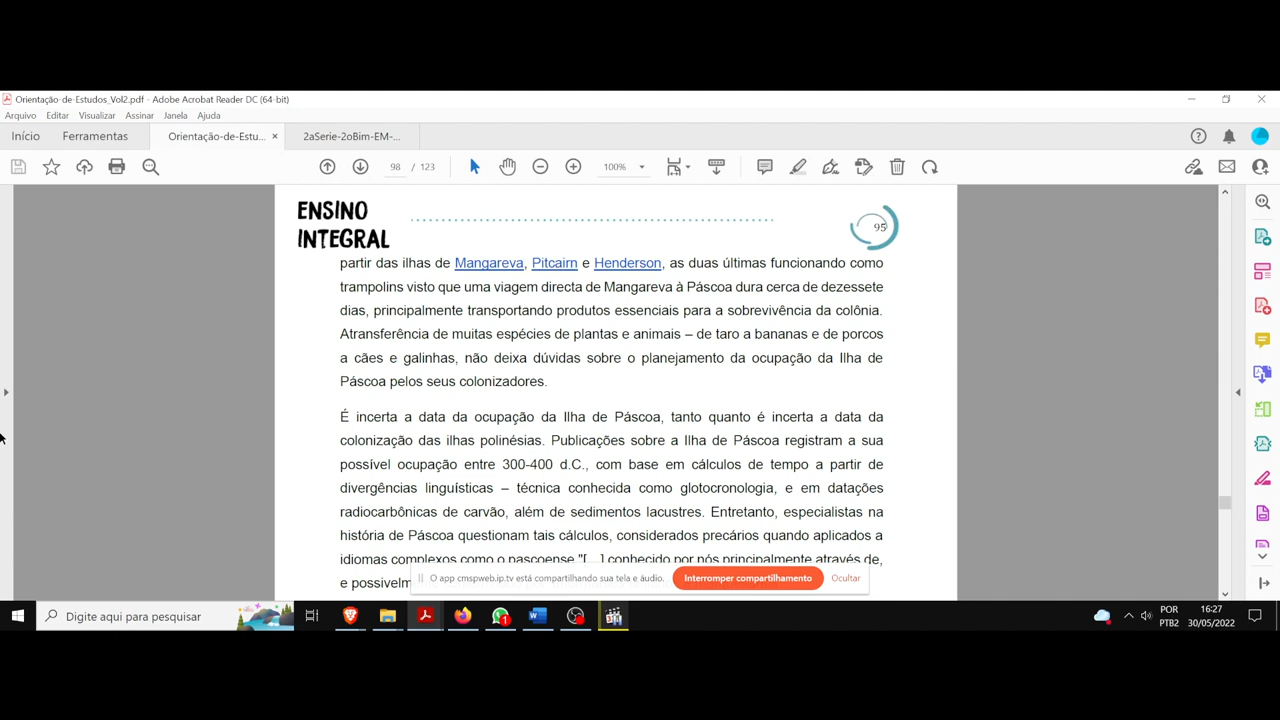 Orientação-de-Estudos_Vol2.pdf - Adobe Acrobat Reader DC (64-bit)
Arquivo Editar Visualizar Assinar Janela Ajuda
Início Ferramentas Orientação-de-Estu... × 2aSerie-2oBim-EM-...
98 / 123 100%
ENSINO
INTEGRAL
95
partir das ilhas de Mangareva, Pitcairn e Henderson, as duas últimas funcionando como
trampolins visto que uma viagem directa de Mangareva à Páscoa dura cerca de dezessete
dias, principalmente transportando produtos essenciais para a sobrevivência da colônia.
Atransferência de muitas espécies de plantas e animais – de taro a bananas e de porcos
a cães e galinhas, não deixa dúvidas sobre o planejamento da ocupação da Ilha de
Páscoa pelos seus colonizadores.
É incerta a data da ocupação da Ilha de Páscoa, tanto quanto é incerta a data da
colonização das ilhas polinésias. Publicações sobre a Ilha de Páscoa registram a sua
possível ocupação entre 300-400 d.C., com base em cálculos de tempo a partir de
divergências linguísticas – técnica conhecida como glotocronologia, e em datações
radiocarbônicas de carvão, além de sedimentos lacustres. Entretanto, especialistas na
história de Páscoa questionam tais cálculos, considerados precários quando aplicados a
idiomas complexos como o pascoense "[...] conhecido por nós principalmente através de,
e possivelm
O app cmspweb.ip.tv está compartilhando sua tela e áudio. Interromper compartilhamento Ocultar
Digite aqui para pesquisar
1
POR
PTB2
16:27
30/05/2022